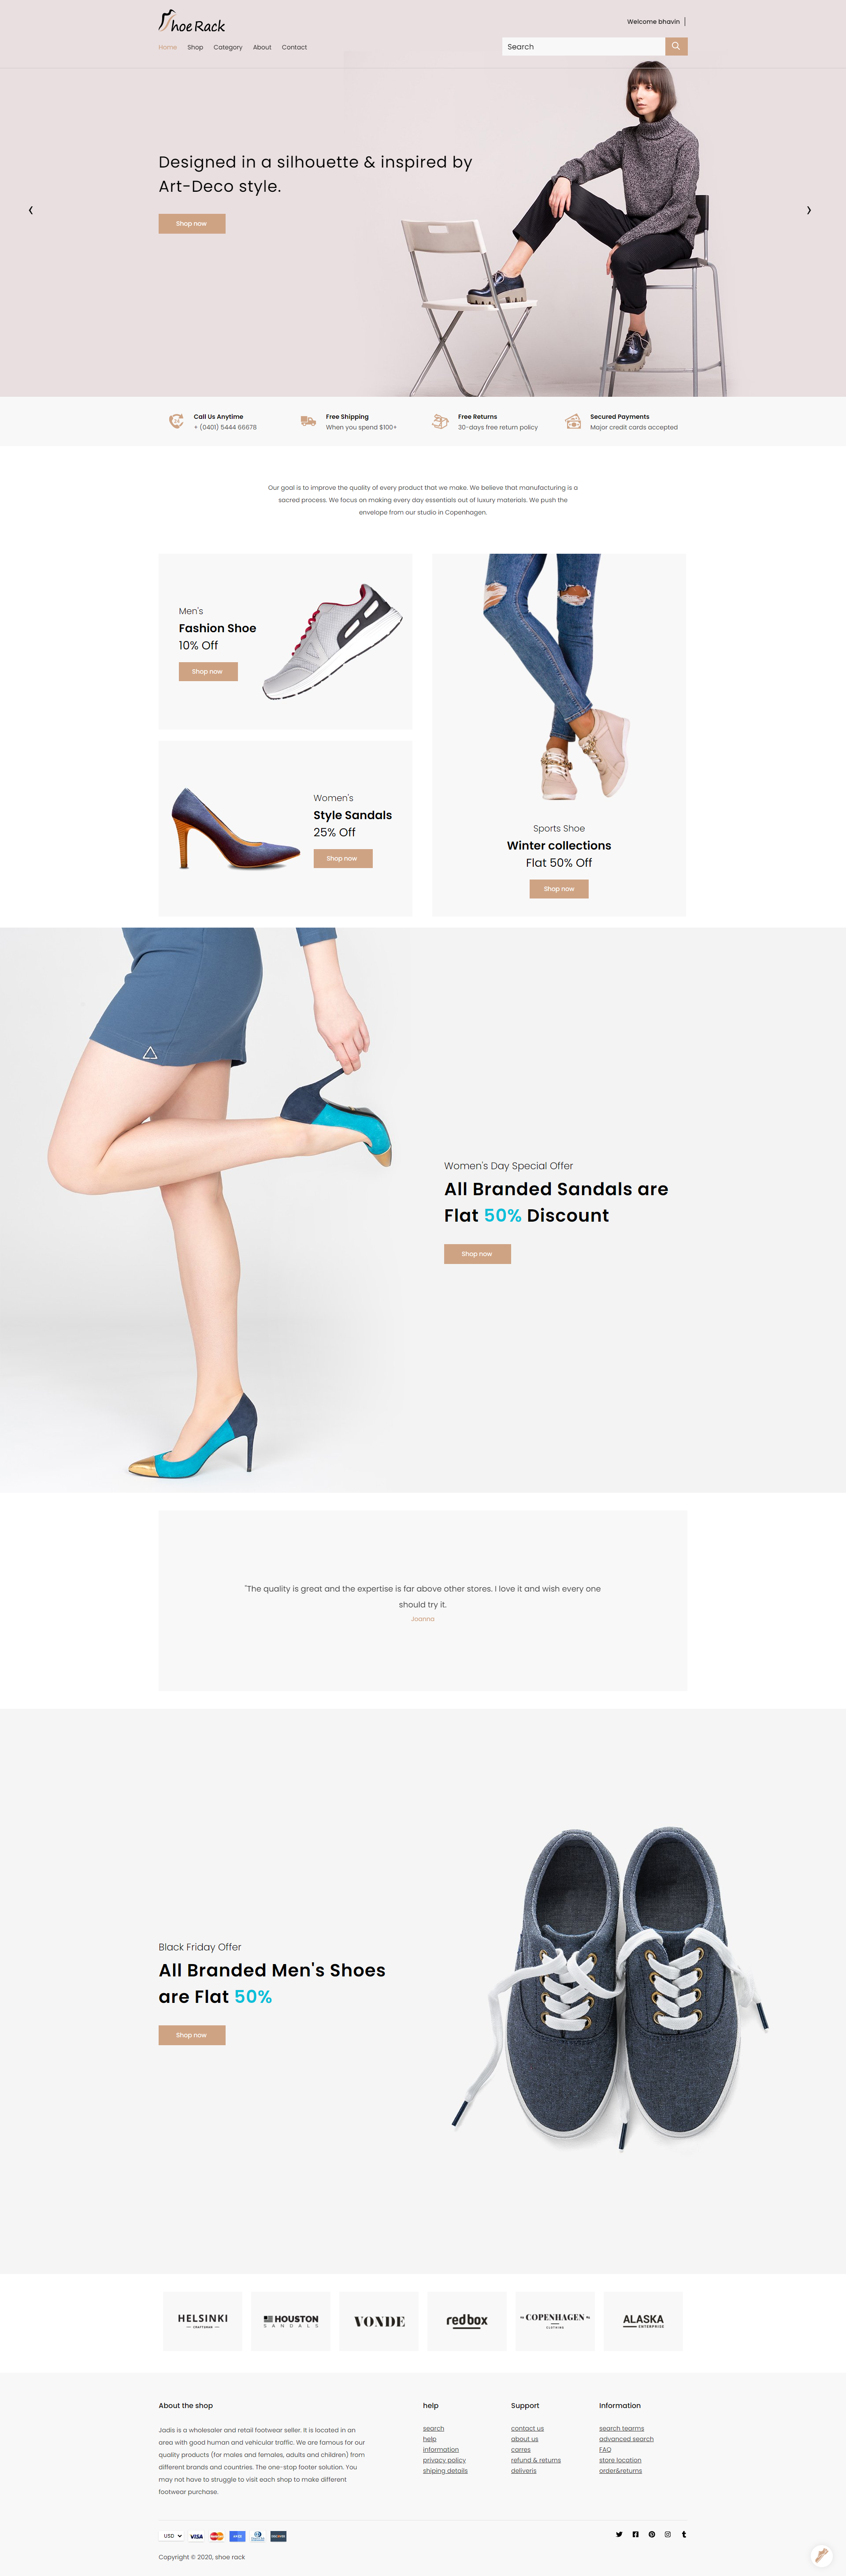 Shoe Rack
Welcome bhavin
Home Shop Category About Contact
Search
Designed in a silhouette & inspired by
Art-Deco style.
Shop now
Call Us Anytime
+ (0401) 5444 66678
Free Shipping
When you spend $100+
Free Returns
30-days free return policy
Secured Payments
Major credit cards accepted
Our goal is to improve the quality of every product that we make. We believe that manufacturing is a
sacred process. We focus on making every day essentials out of luxury materials. We push the
envelope from our studio in Copenhagen.
Men's
Fashion Shoe
10% Off
Shop now
Women's
Style Sandals
25% Off
Shop now
Sports Shoe
Winter collections
Flat 50% Off
Shop now
Women's Day Special Offer
All Branded Sandals are
Flat 50% Discount
Shop now
"The quality is great and the expertise is far above other stores. I love it and wish every one
should try it.
Joanna
Black Friday Offer
All Branded Men's Shoes
are Flat 50%
Shop now
HELSINKI
CRAFTSMAN
HOUSTON
SANDALS
VONDE
redbox
COPENHAGEN
CLOTHING
ALASKA
ENTERPRISE
About the shop
Jadis is a wholesaler and retail footwear seller. It is located in an
area with good human and vehicular traffic. We are famous for our
quality products (for males and females, adults and children) from
different brands and countries. The one-stop footer solution. You
may not have to struggle to visit each shop to make different
footwear purchase.
help
search
help
information
privacy policy
shiping details
Support
contact us
about us
carres
refund & returns
deliveris
Information
search tearms
advanced search
FAQ
store location
order&returns
USD
VISA
Copyright © 2020, shoe rack